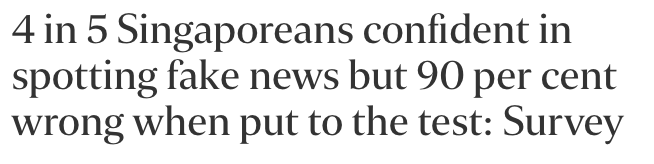 4 in 5 Singaporeans confident in
spotting fake news but 90 per cent
wrong when put to the test: Survey